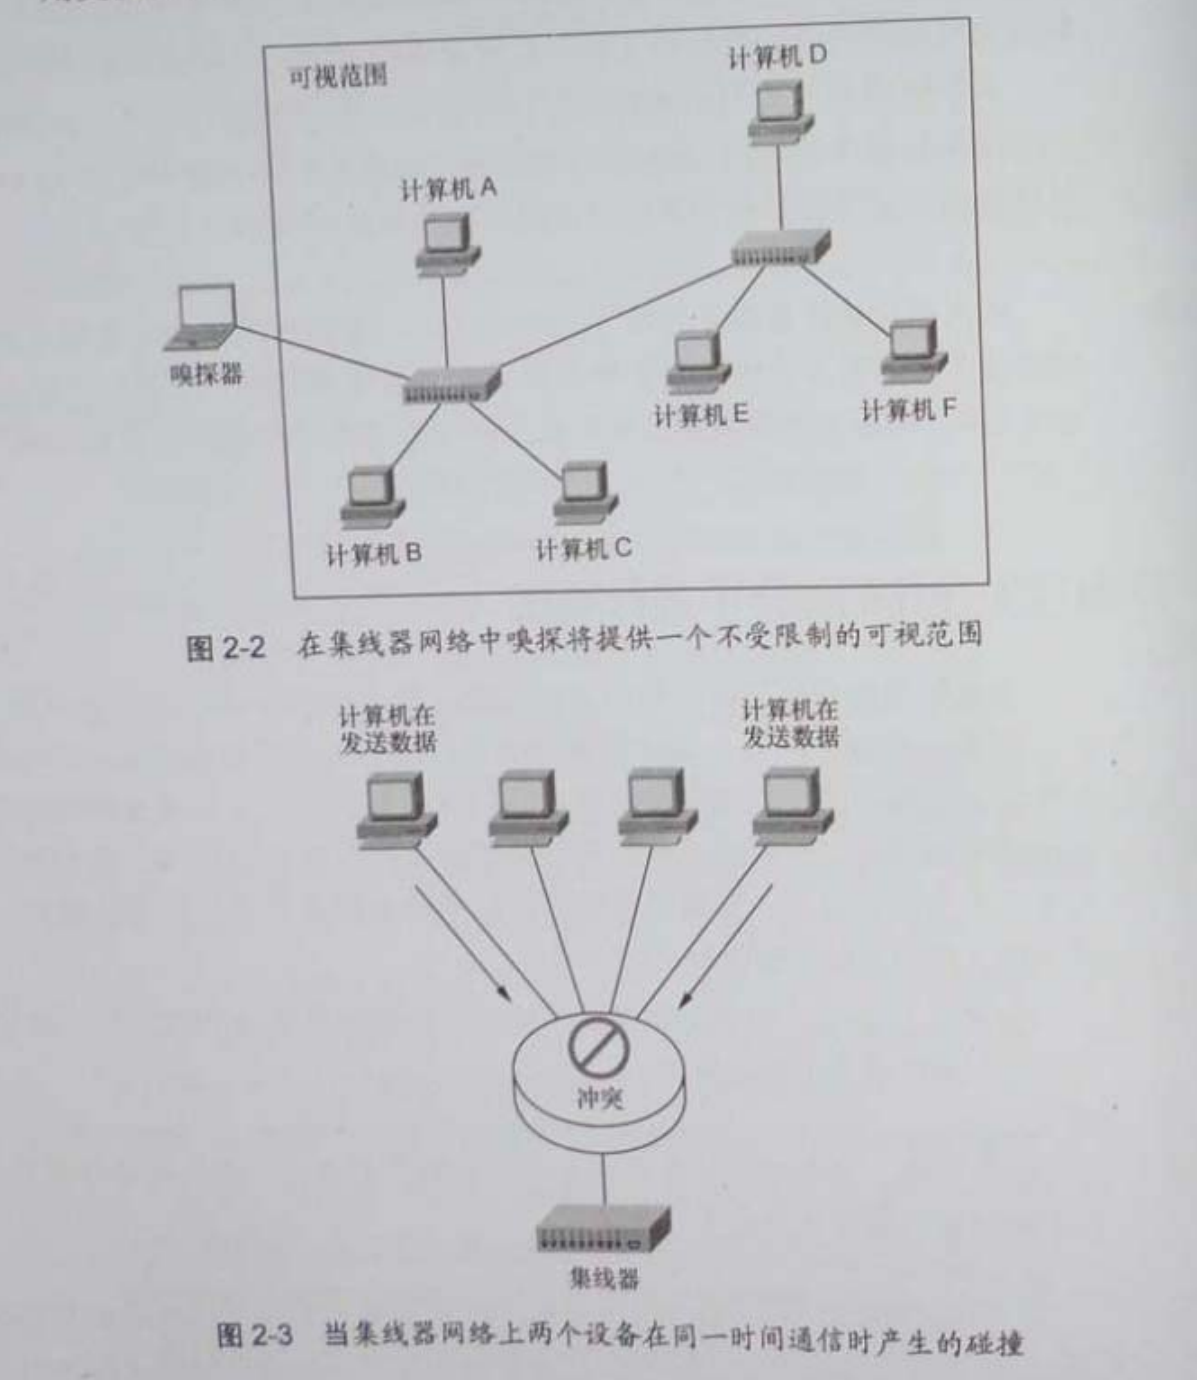 可视范围
计算机 D
计算机 A
嗅探器
计算机 E
计算机 F
计算机 B
计算机 C
图 2-2 在集线器网络中嗅探将提供一个不受限制的可视范围
计算机在
发送数据
计算机在
发送数据
冲突
集线器
图 2-3 当集线器网络上两个设备在同一时间通信时产生的碰撞